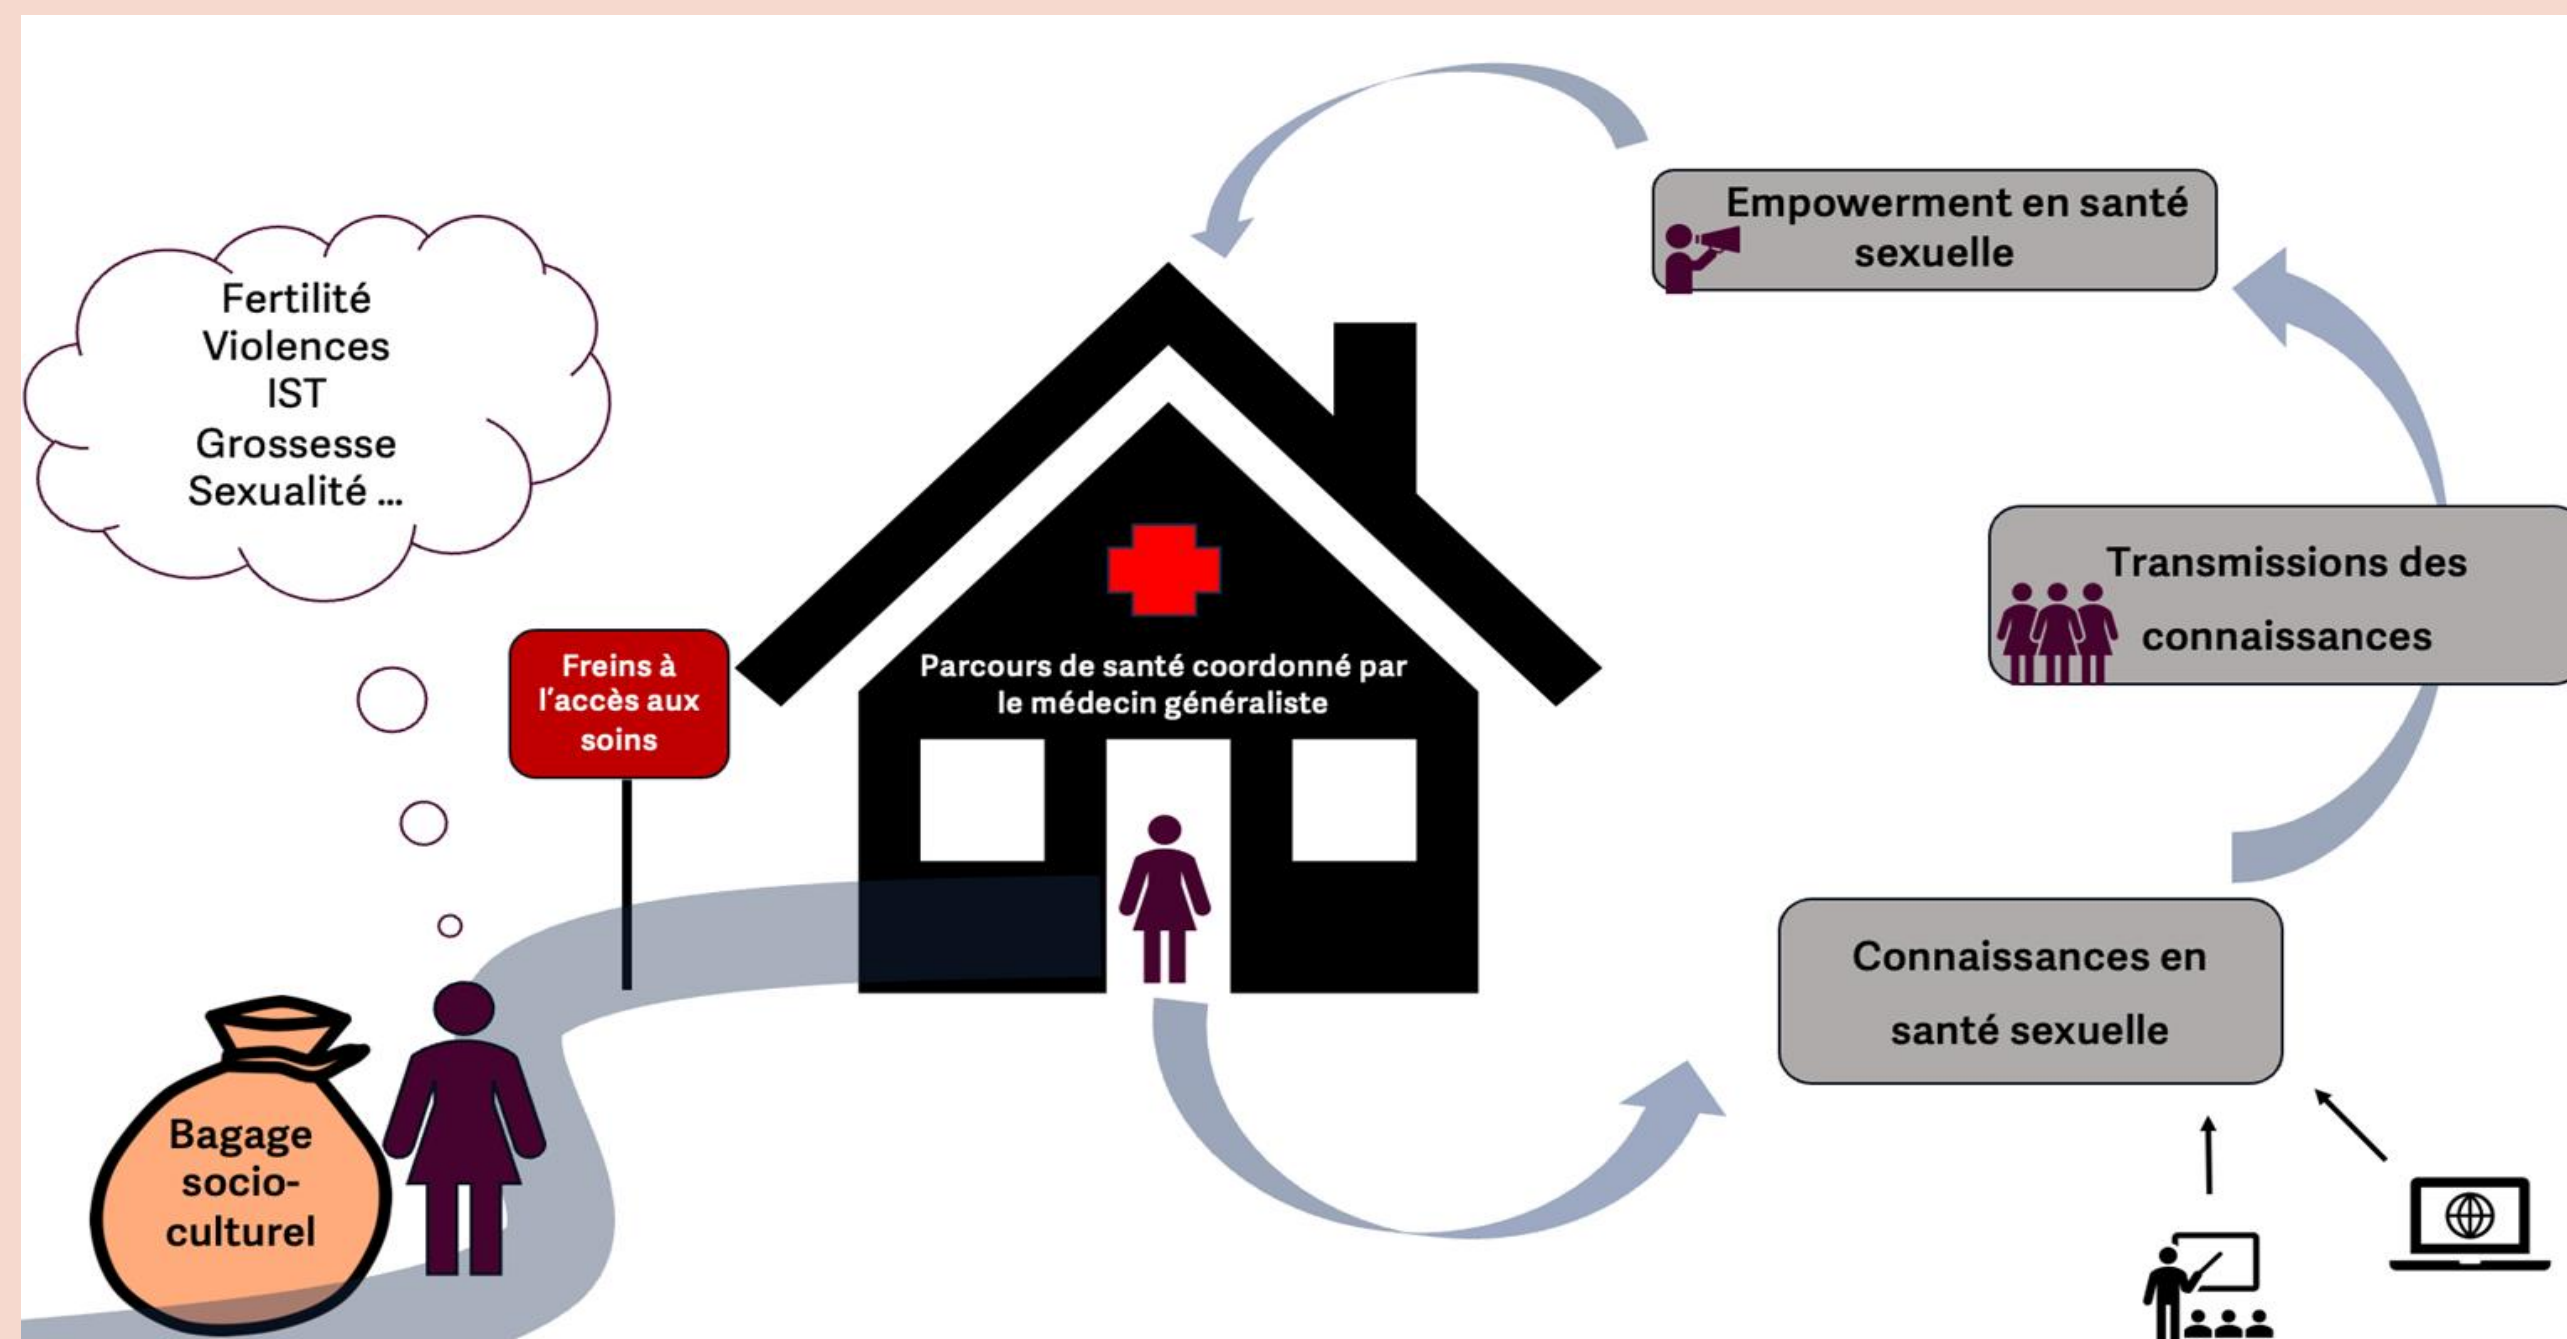 Fertilité
Violences
IST
Grossesse
Sexualité ...
Freins à
l'accès aux
soins
Bagage
socio-
culturel
Parcours de santé coordonné par
le médecin généraliste
Empowerment en santé
sexuelle
Transmissions des
connaissances
Connaissances en
santé sexuelle